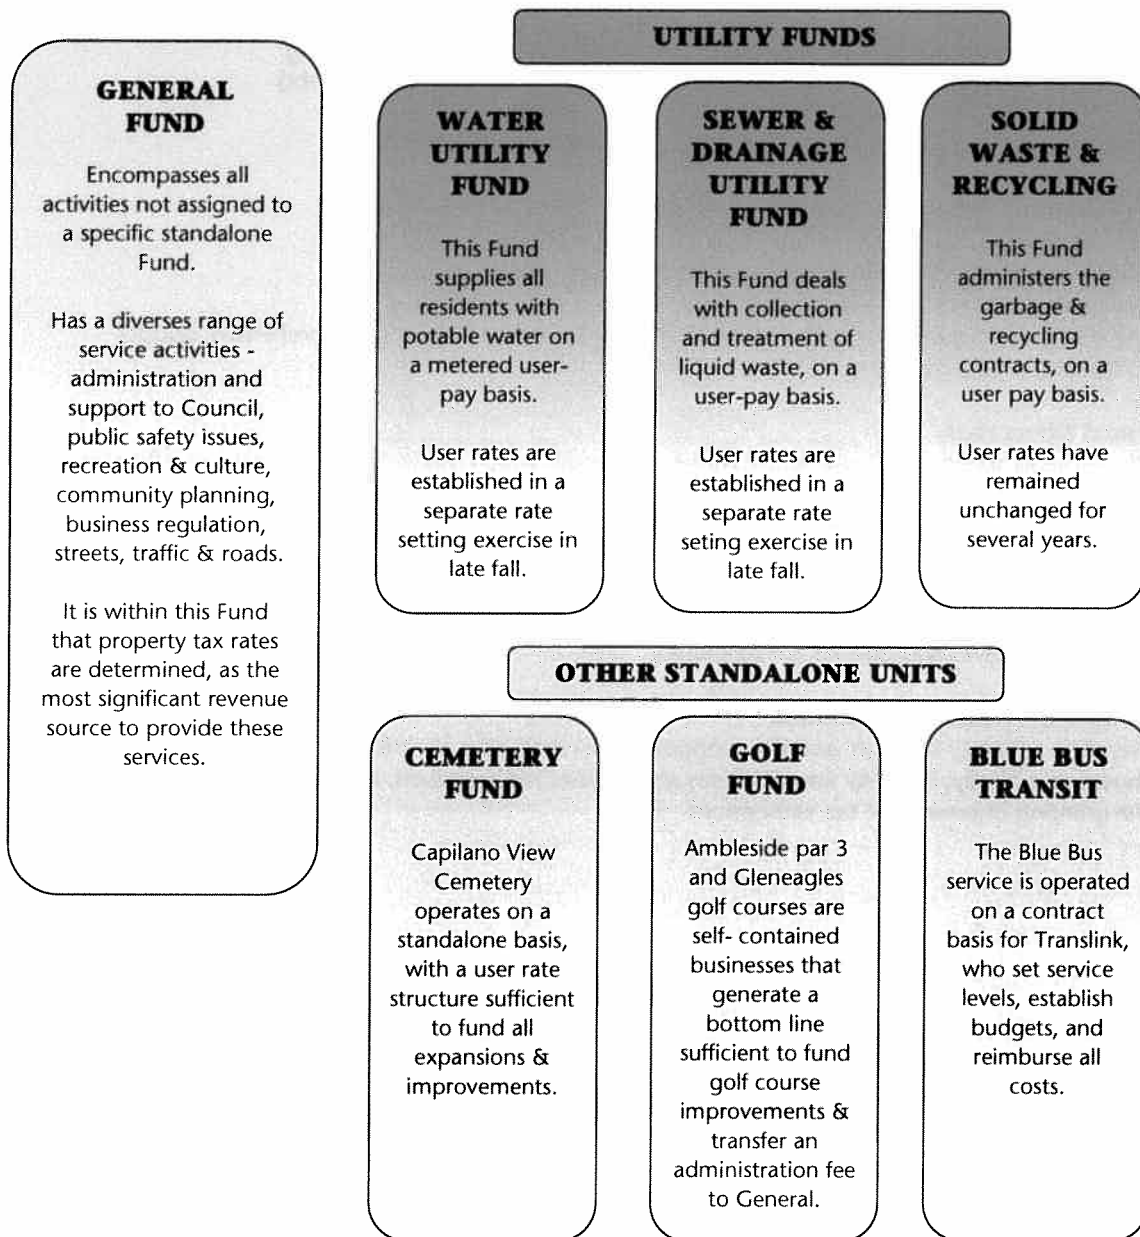 GENERAL
FUND
Encompasses all
activities not assigned to
a specific standalone
Fund.
Has a diverses range of
service activities -
administration and
support to Council,
public safety issues,
recreation & culture,
community planning,
business regulation,
streets, traffic & roads.
It is within this Fund
that property tax rates
are determined, as the
most significant revenue
source to provide these
services.
UTILITY FUNDS
WATER
UTILITY
FUND
This Fund
supplies all
residents with
potable water on
a metered user-
pay basis.
User rates are
established in a
separate rate
setting exercise in
late fall.
SEWER &
DRAINAGE
UTILITY
FUND
This Fund deals
with collection
and treatment of
liquid waste, on a
user-pay basis.
User rates are
established in a
separate rate
seting exercise in
late fall.
SOLID
WASTE &
RECYCLING
This Fund
administers the
garbage &
recycling
contracts, on a
user pay basis.
User rates have
remained
unchanged for
several years.
OTHER STANDALONE UNITS
CEMETERY
FUND
Capilano View
Cemetery
operates on a
standalone basis,
with a user rate
structure sufficient
to fund all
expansions &
improvements.
GOLF
FUND
Ambleside par 3
and Gleneagles
golf courses are
self- contained
businesses that
generate a
bottom line
sufficient to fund
golf course
improvements &
transfer an
administration fee
to General.
BLUE BUS
TRANSIT
The Blue Bus
service is operated
on a contract
basis for Translink,
who set service
levels, establish
budgets, and
reimburse all
costs.